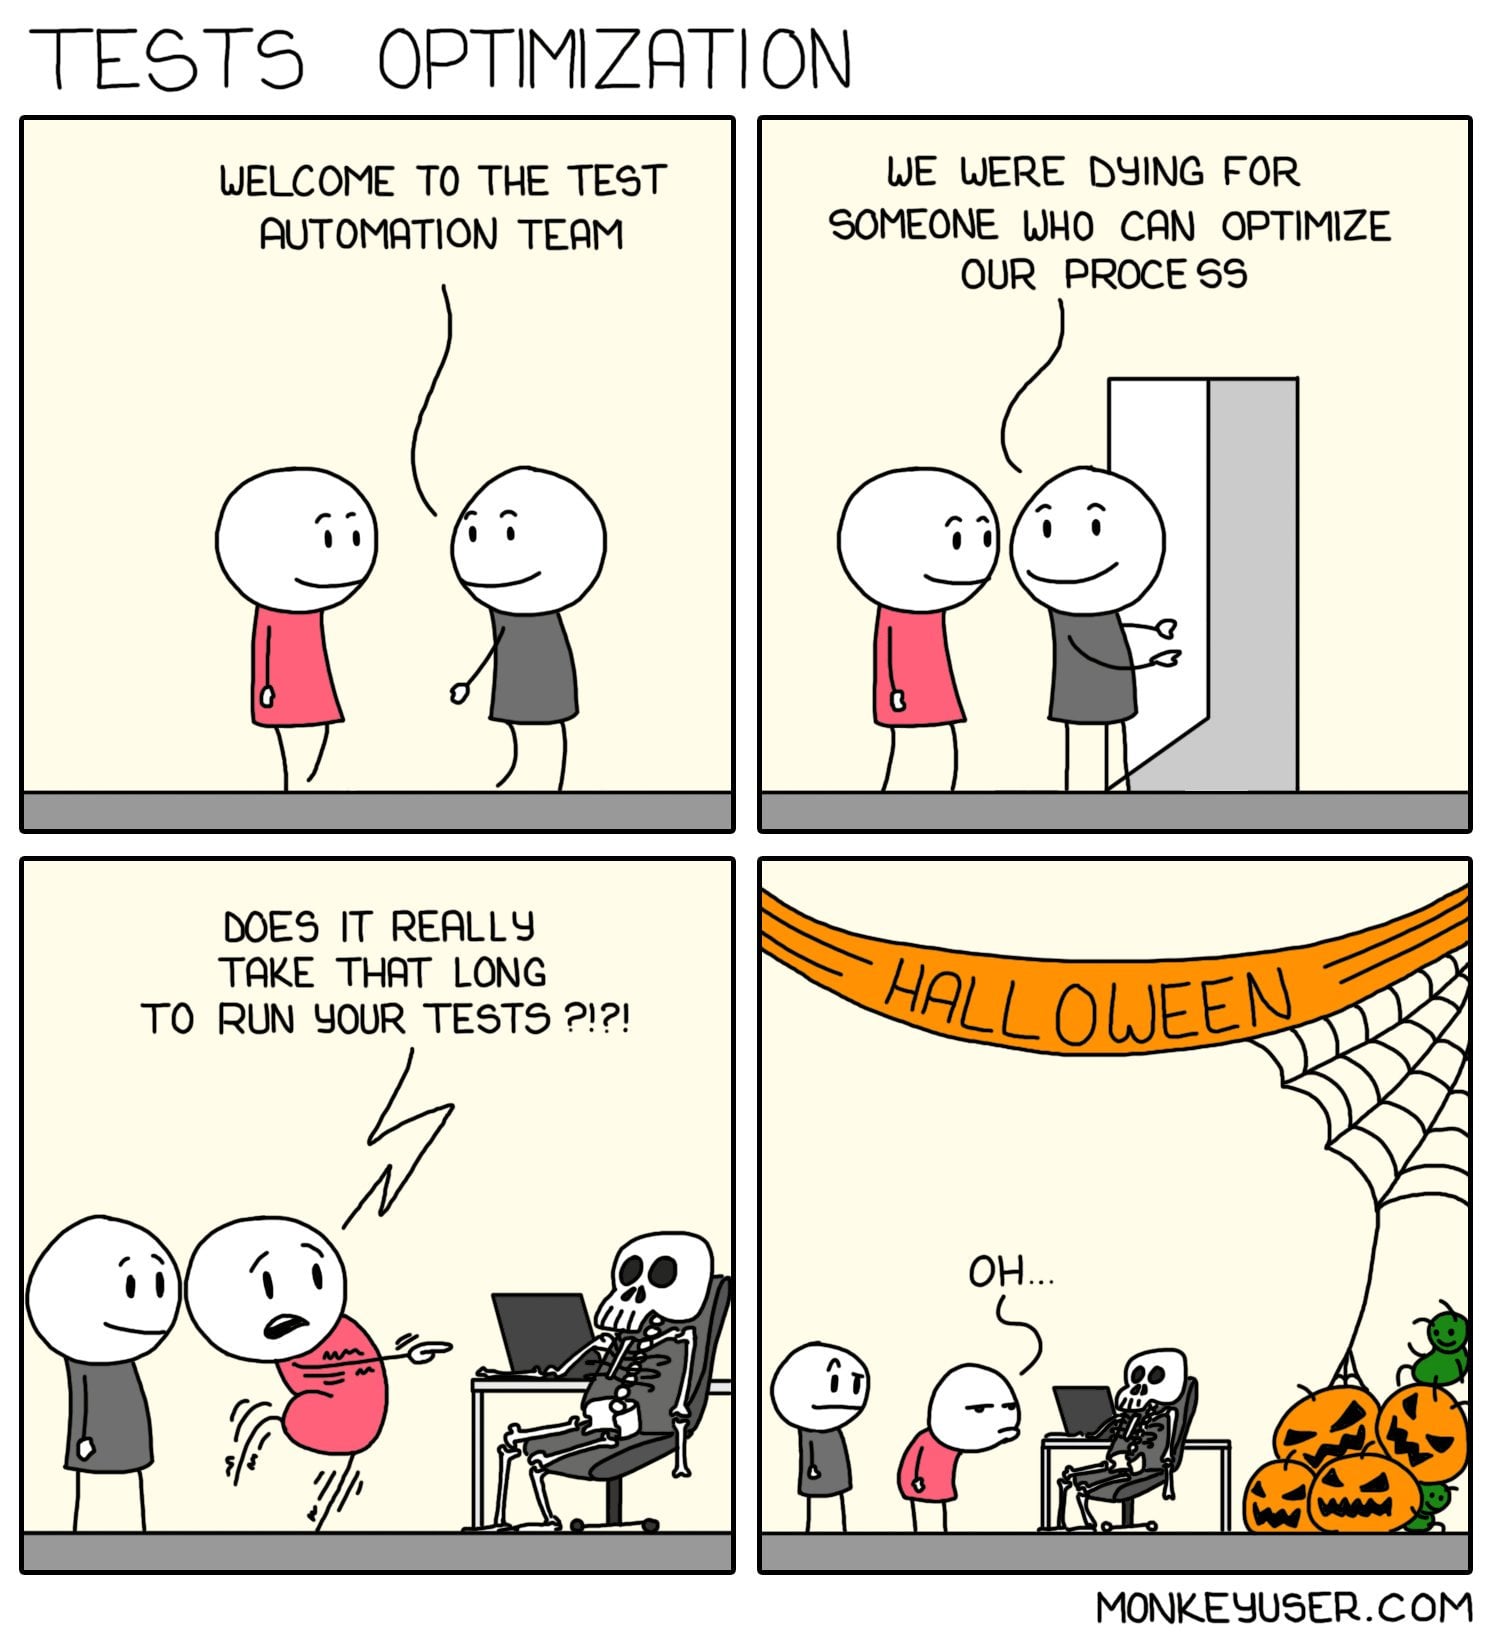 TESTS OPTIMIZATION
WELCOME TO THE TEST
AUTOMATION TEAM
WE WERE DYING FOR
SOMEONE WHO CAN OPTIMIZE
OUR PROCESS
DOES IT REALLY
TAKE THAT LONG
TO RUN YOUR TESTS ?!?!
HALLOWEEN
OH...
MONKEYUSER.COM